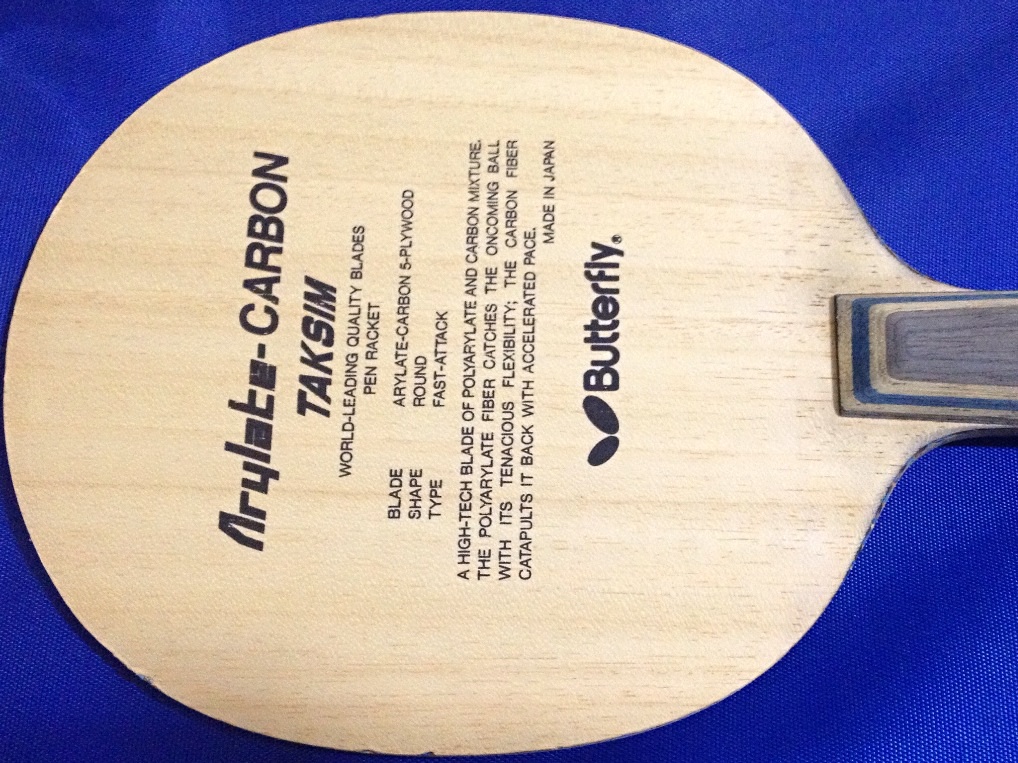 Arylate-CARBON
TAKSIM
WORLD-LEADING QUALITY BLADES
PEN RACKET
BLADE ARYLATE-CARBON 5-PLYWOOD
SHAPE ROUND
TYPE FAST-ATTACK
A HIGH-TECH BLADE OF POLYARYLATE AND CARBON MIXTURE.
THE POLYARYLATE FIBER CATCHES THE ONCOMING BALL
WITH ITS TENACIOUS FLEXIBILITY; THE CARBON FIBER
CATAPULTS IT BACK WITH ACCELERATED PACE.
MADE IN JAPAN
Butterfly®